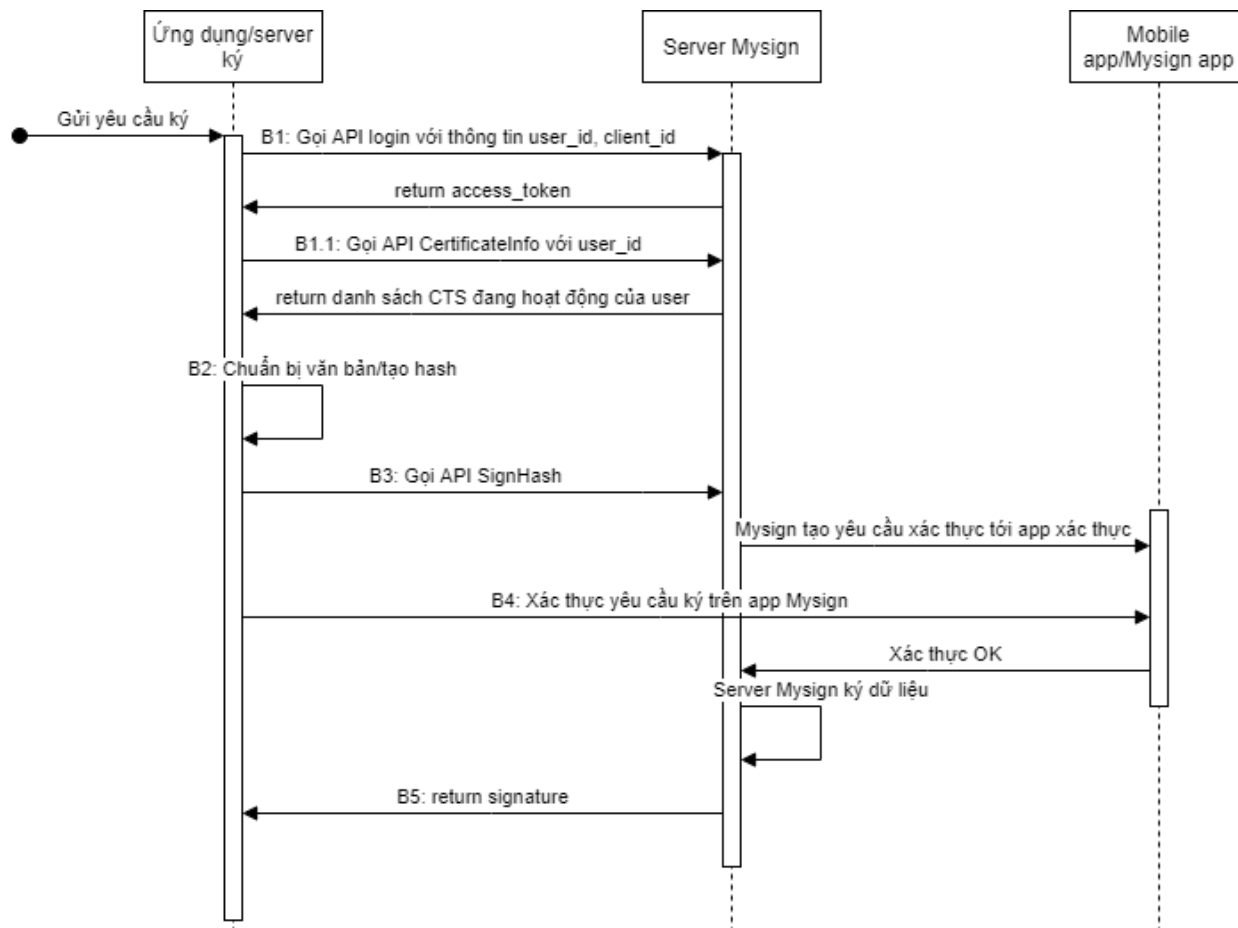 Ứng dụng/server
ký
Server Mysign
Mobile
app/Mysign app
Gửi yêu cầu ký
B1: Gọi API login với thông tin user_id, client_id
return access_token
B1.1: Gọi API CertificateInfo với user_id
return danh sách CTS đang hoạt động của user
B2: Chuẩn bị văn bản/tạo hash
B3: Gọi API SignHash
Mysign tạo yêu cầu xác thực tới app xác thực
B4: Xác thực yêu cầu ký trên app Mysign
Xác thực OK
Server Mysign ký dữ liệu
B5: return signature